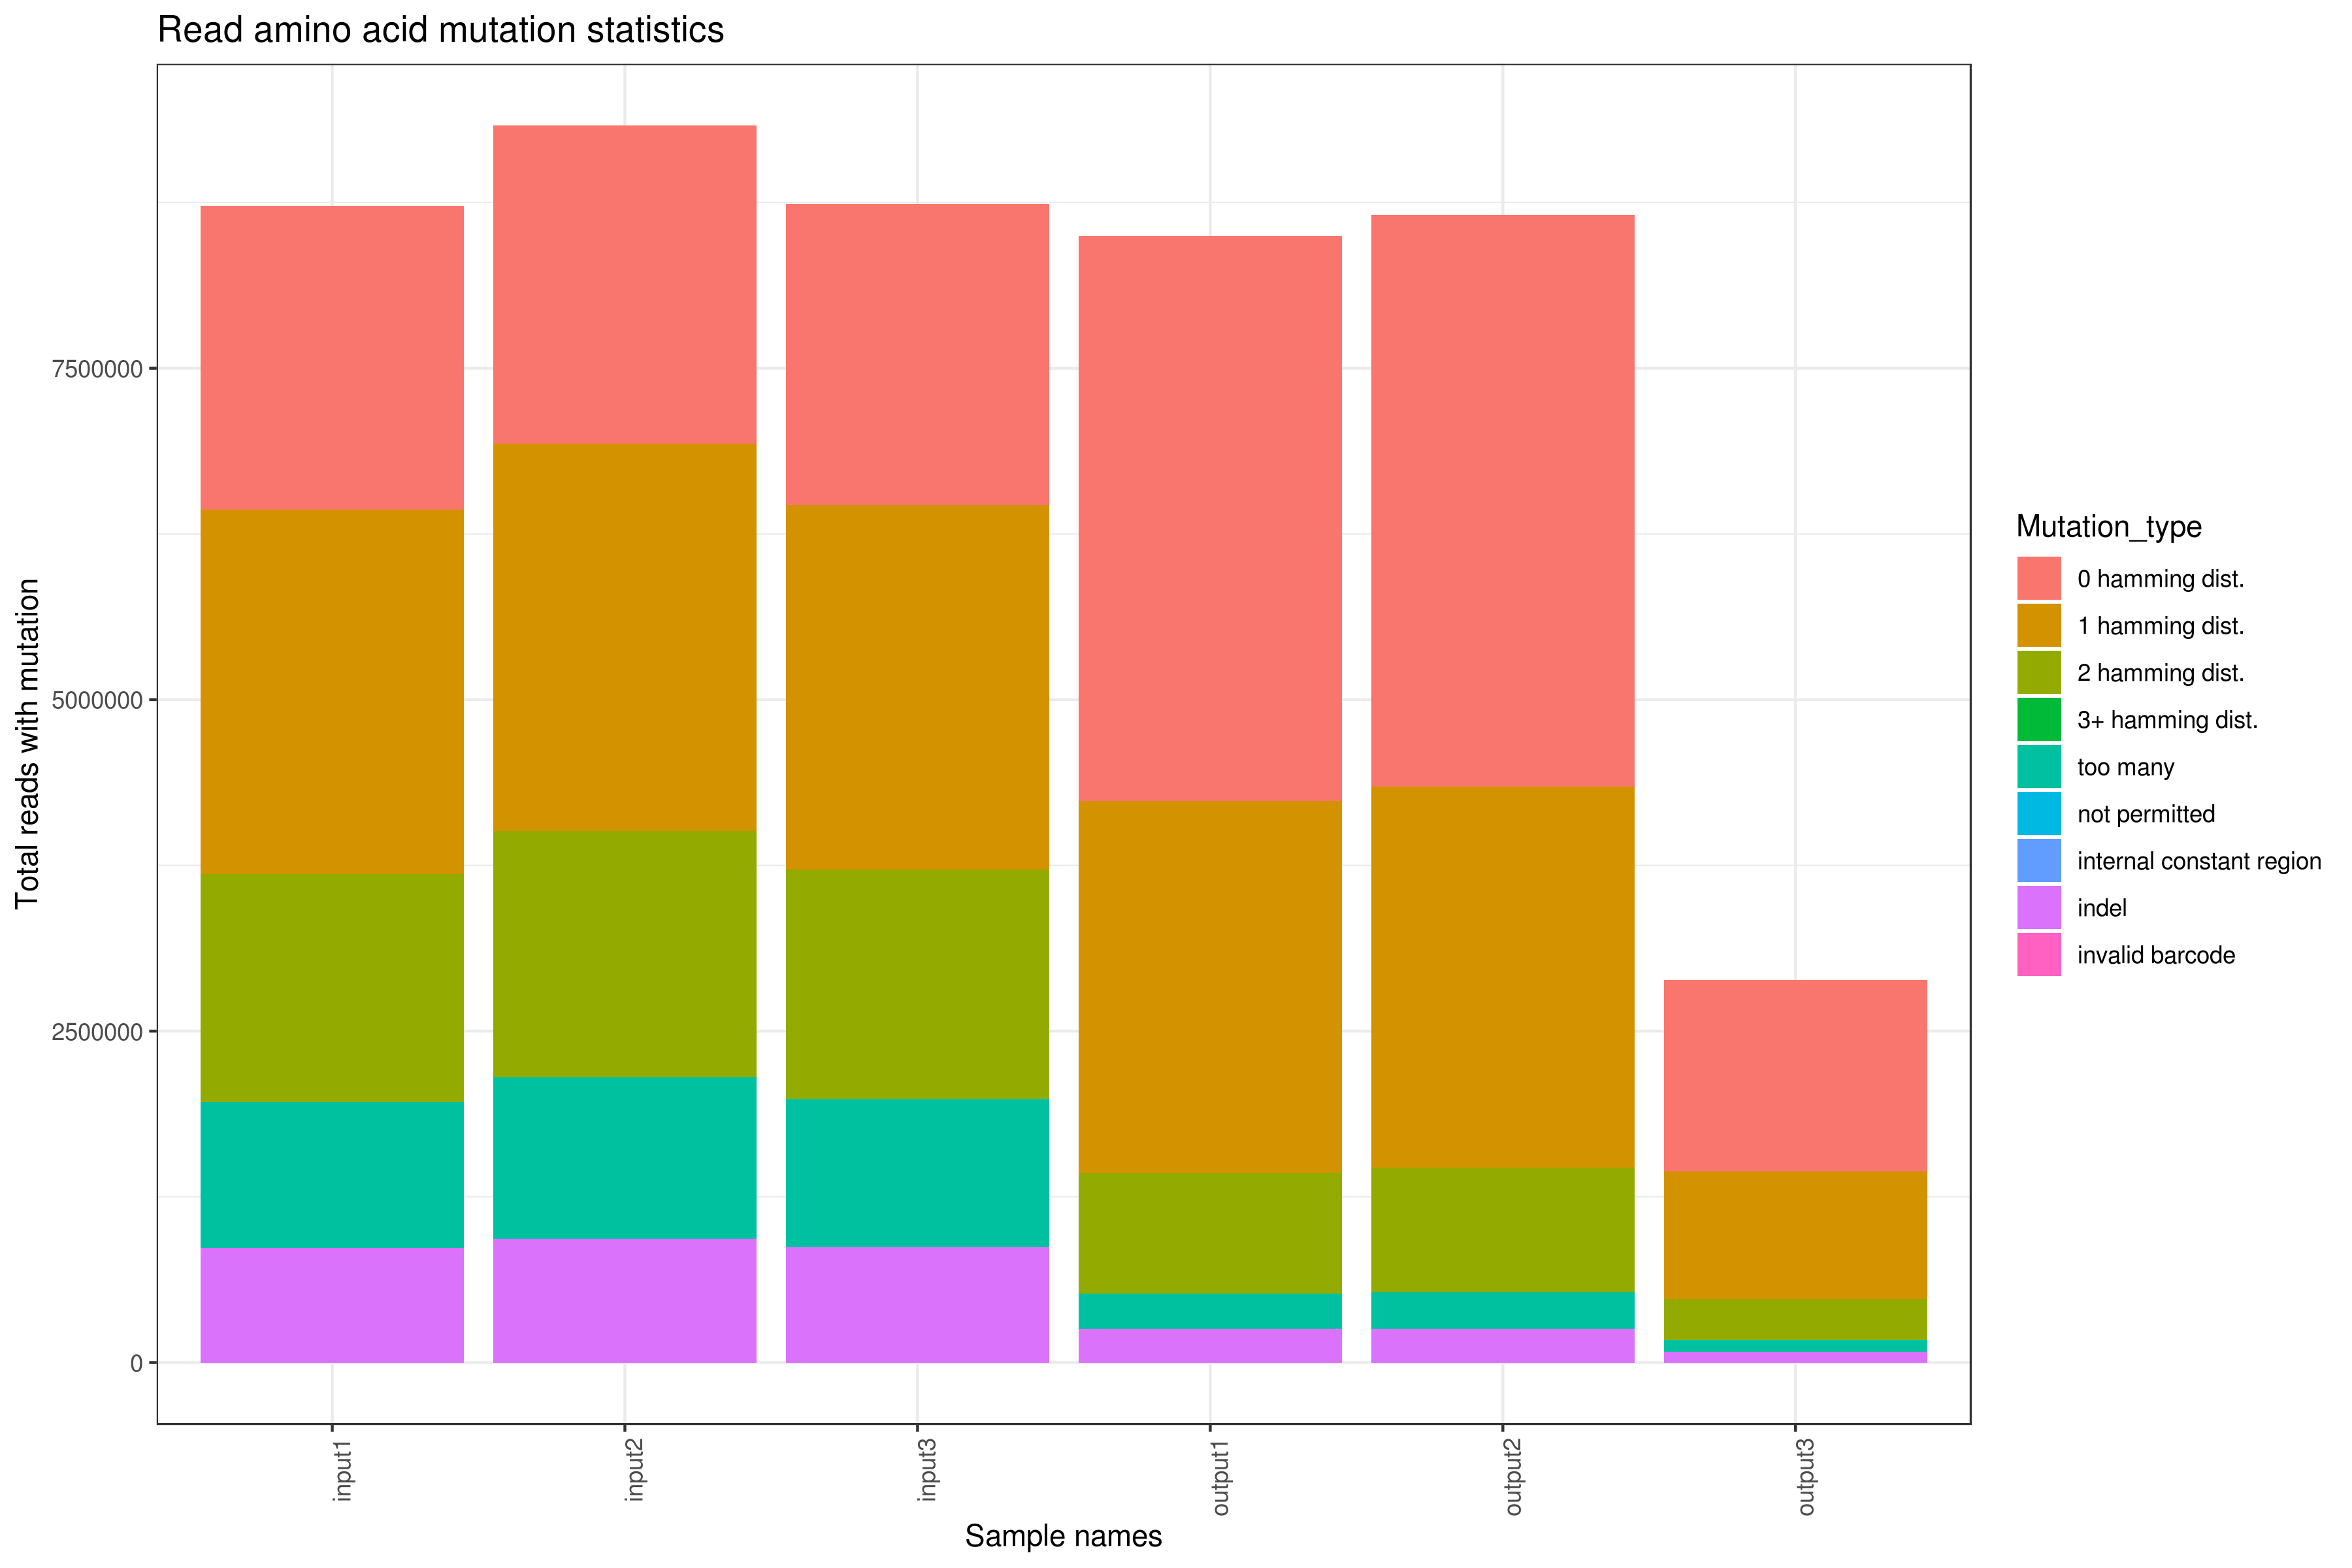 Read amino acid mutation statistics
Total reads with mutation
7500000
5000000
2500000
0
input1
input2
input3
output1
output2
output3
Sample names
Mutation_type
0 hamming dist.
1 hamming dist.
2 hamming dist.
3+ hamming dist.
too many
not permitted
internal constant region
indel
invalid barcode